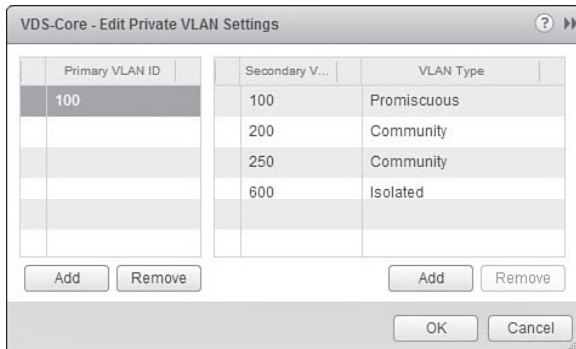 VDS-Core - Edit Private VLAN Settings ?
Primary VLAN ID
100
Add Remove
Secondary V... VLAN Type
100 Promiscuous
200 Community
250 Community
600 Isolated
Add Remove
OK Cancel